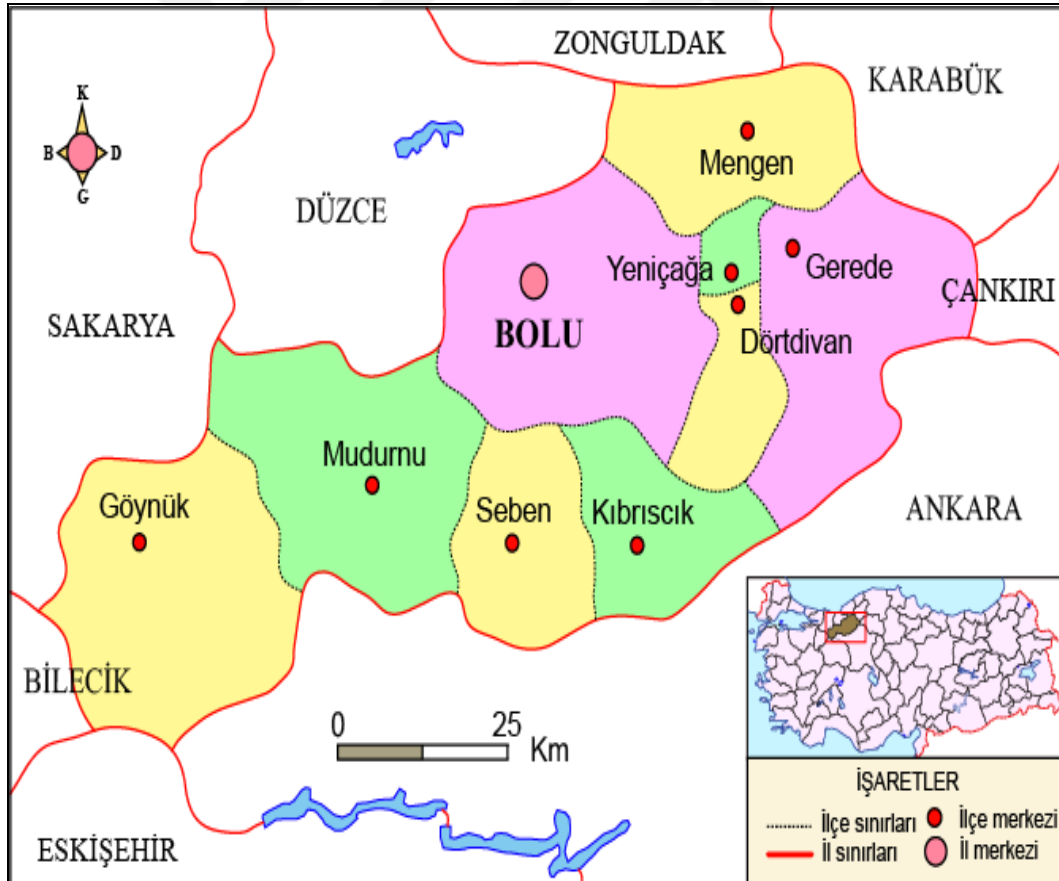 ZONGULDAK
KARABÜK
K
B D
G
Mengen
DÜZCE
Yeniçağa
Gerede
ÇANKIRI
SAKARYA
BOLU
Dörtdivan
Mudurnu
Göynük
Seben
Kıbrıscık
ANKARA
BİLECİK
0 25
Km
ESKİŞEHİR
İŞARETLER
İlçe sınırları
İlçe merkezi
İl sınırları
İl merkezi